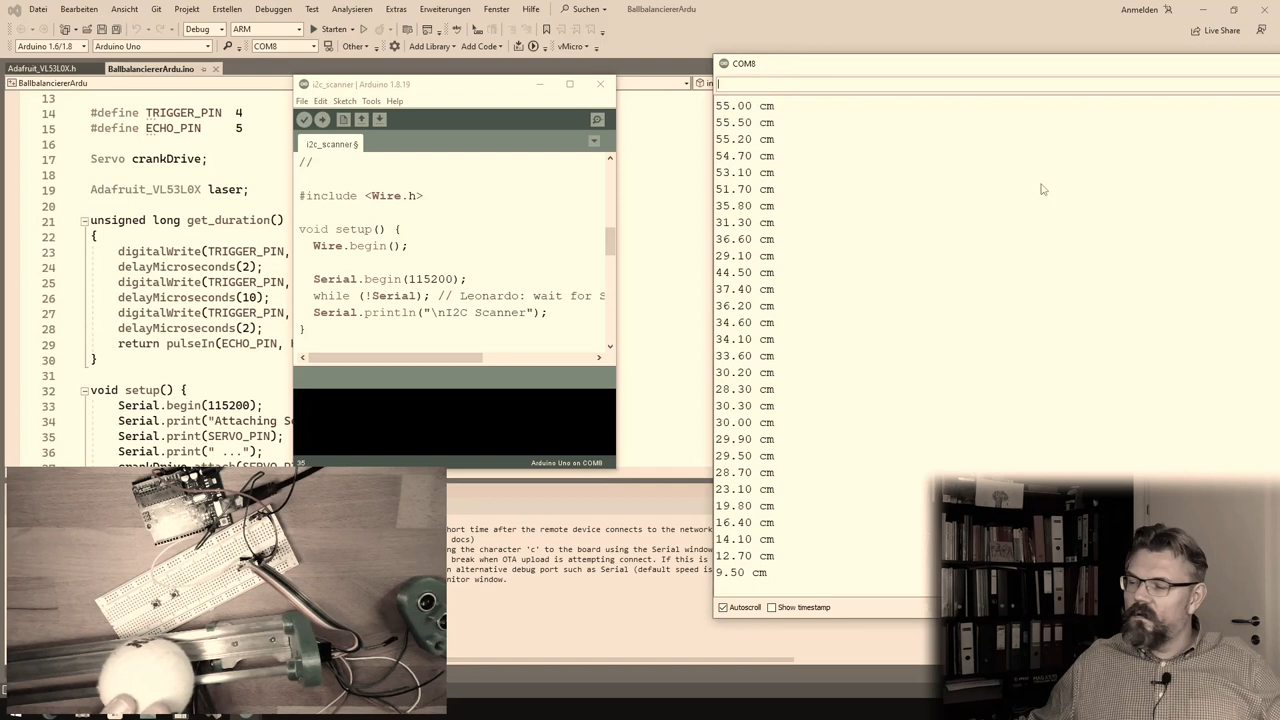 Datei Bearbeiten Ansicht Git Projekt Erstellen Debuggen Test Analysieren Extras Erweiterungen Fenster Hilfe Suchen BallbalanciererArdu Anmelden
Debug ARM Starten Live Share
Arduino 1.6/1.8 Arduino Uno COM8 Other Add Library Add Code vMicro
Adafruit_VL53L0X.h BallbalanciererArdu.ino
BallbalanciererArdu
13
14 #define TRIGGER_PIN 4
15 #define ECHO_PIN 5
16
17 Servo crankDrive;
18
19 Adafruit_VL53L0X laser;
20
21 unsigned long get_duration()
22 {
23 digitalWrite(TRIGGER_PIN,
24 delayMicroseconds(2);
25 digitalWrite(TRIGGER_PIN,
26 delayMicroseconds(10);
27 digitalWrite(TRIGGER_PIN,
28 delayMicroseconds(2);
29 return pulseIn(ECHO_PIN,
30 }
31
32 void setup() {
33 Serial.begin(115200);
34 Serial.print("Attaching Se
35 Serial.print(SERVO_PIN);
36 Serial.print(" ...");
crankDrive.attach(SERVO_P
i2c_scanner | Arduino 1.8.19
File Edit Sketch Tools Help
i2c_scanner §
//
#include <Wire.h>
void setup() {
Wire.begin();
Serial.begin(115200);
while (!Serial); // Leonardo: wait for S
Serial.println("\nI2C Scanner");
}
35 Arduino Uno on COM8
hort time after the remote device connects to the network
docs)
ng the character 'c' to the board using the Serial window
break when OTA upload is attempting connect. If this is
n alternative debug port such as Serial (default speed is
nitor window.
COM8
55.00 cm
55.50 cm
55.20 cm
54.70 cm
53.10 cm
51.70 cm
35.80 cm
31.30 cm
36.60 cm
29.10 cm
44.50 cm
37.40 cm
36.20 cm
34.60 cm
34.10 cm
33.60 cm
30.20 cm
28.30 cm
30.30 cm
30.00 cm
29.90 cm
29.50 cm
28.70 cm
23.10 cm
19.80 cm
16.40 cm
14.10 cm
12.70 cm
9.50 cm
Autoscroll Show timestamp